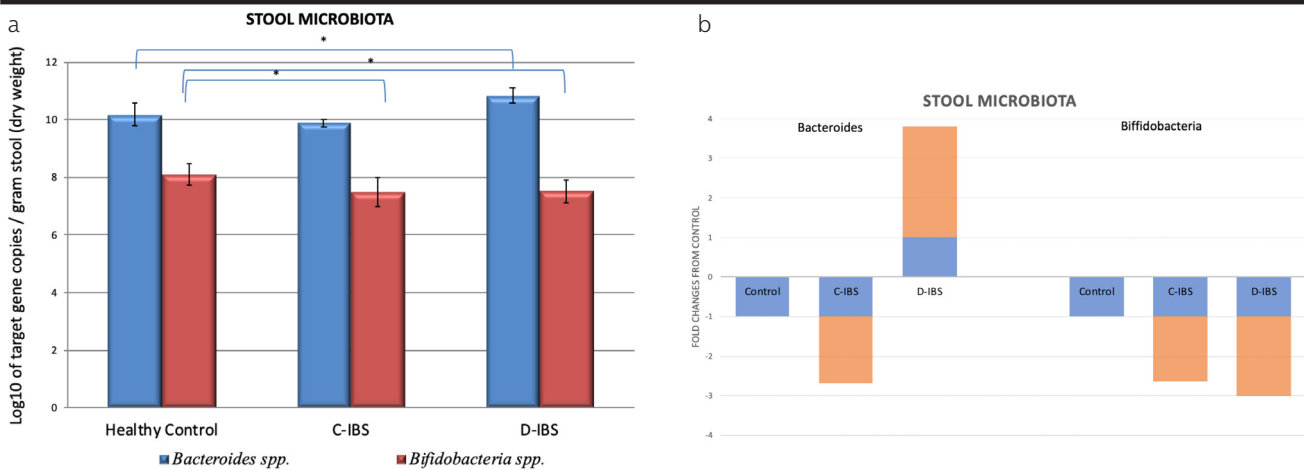 a
STOOL MICROBIOTA
Log10 of target gene copies / gram stool (dry weight)
*
*
*
12
10
8
6
4
2
0
Healthy Control
C-IBS
D-IBS
Bacteroides spp.
Bifidobacteria spp.
b
STOOL MICROBIOTA
FOLD CHANGES FROM CONTROL
Bacteroides
Biffidobacteria
4
3
2
1
0
-1
-2
-3
-4
Control
C-IBS
D-IBS
Control
C-IBS
D-IBS